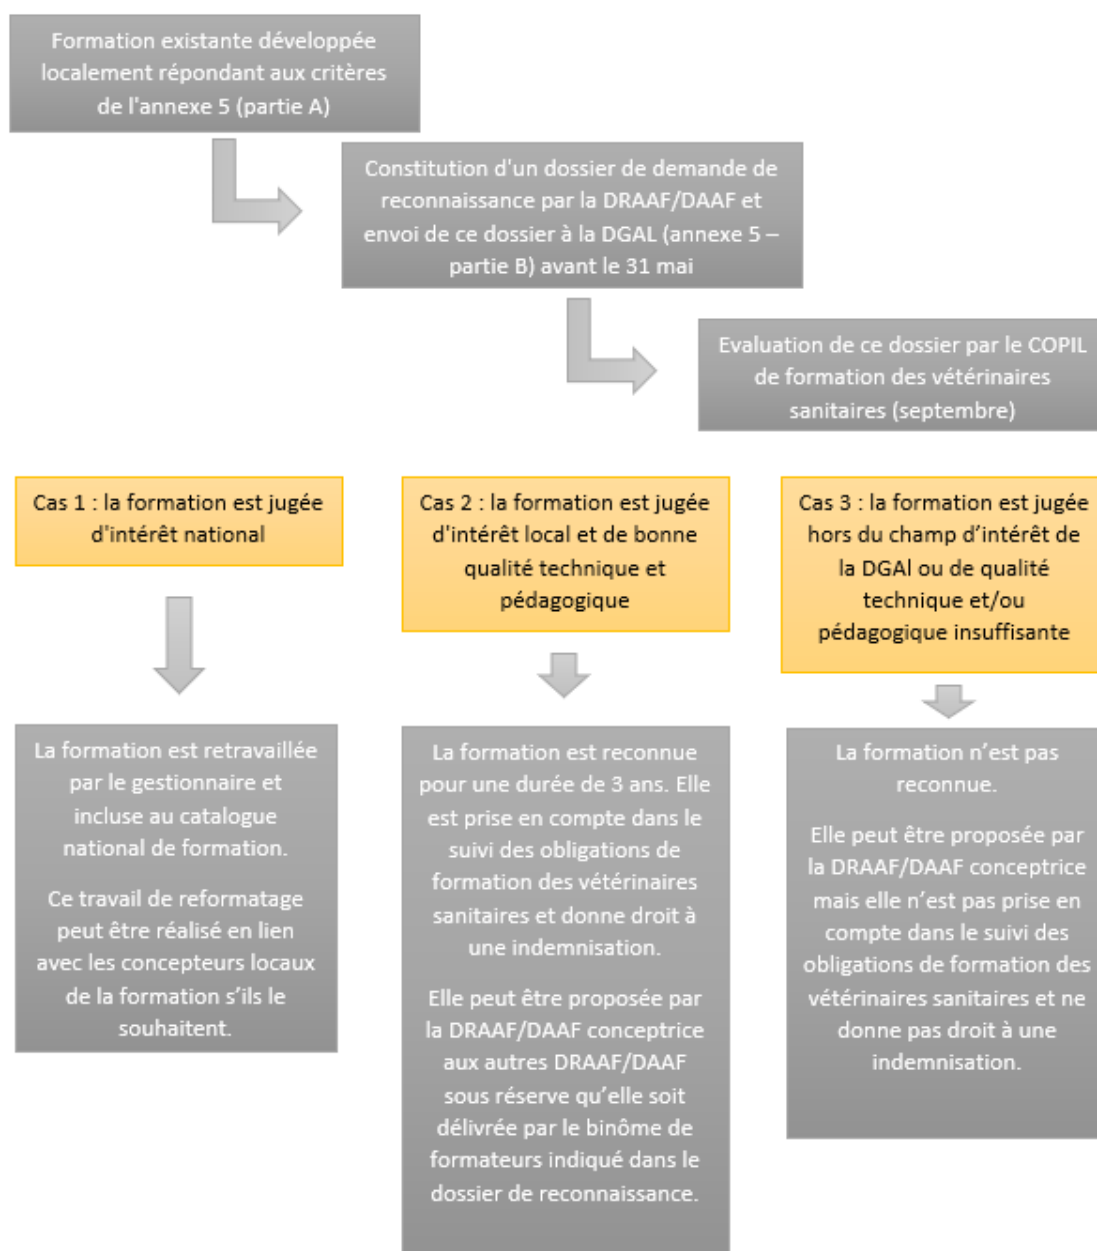 Formation existante développée
localement répondant aux critères
de l'annexe 5 (partie A)
Constitution d'un dossier de demande de
reconnaissance par la DRAAF/DAAF et
envoi de ce dossier à la DGAL (annexe 5 –
partie B) avant le 31 mai
Evaluation de ce dossier par le COPIL
de formation des vétérinaires
sanitaires (septembre)
Cas 1 : la formation est jugée
d'intérêt national
Cas 2 : la formation est jugée
d'intérêt local et de bonne
qualité technique et
pédagogique
Cas 3 : la formation est jugée
hors du champ d’intérêt de
la DGAl ou de qualité
technique et/ou
pédagogique insuffisante
La formation est retravaillée
par le gestionnaire et
incluse au catalogue
national de formation.
Ce travail de reformatage
peut être réalisé en lien
avec les concepteurs locaux
de la formation s’ils le
souhaitent.
La formation est reconnue
pour une durée de 3 ans. Elle
est prise en compte dans le
suivi des obligations de
formation des vétérinaires
sanitaires et donne droit à
une indemnisation.
Elle peut être proposée par
la DRAAF/DAAF conceptrice
aux autres DRAAF/DAAF
sous réserve qu’elle soit
délivrée par le binôme de
formateurs indiqué dans le
dossier de reconnaissance.
La formation n’est pas
reconnue.
Elle peut être proposée par
la DRAAF/DAAF conceptrice
mais elle n’est pas prise en
compte dans le suivi des
obligations de formation des
vétérinaires sanitaires et ne
donne pas droit à une
indemnisation.